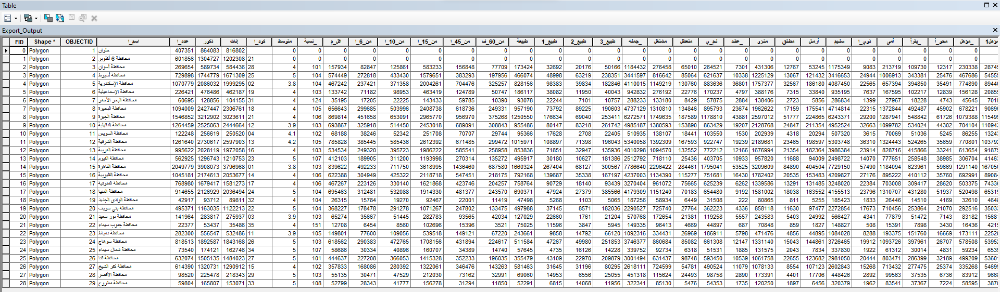 Table
Export_Output
FID Shape * OBJECTID اسم_ا عدد_ا ذكور إناث كود_ا متوسط نسبة_ اقل_م من_6_ا من_10_ا من_15_ا من_45_ا من_60_ف طبيعة طبيع_1 طبيع_2 طبيع_3 جمله_ مشتغل متعطل لم_ي عقد_ متزو مطلق أرمل سليم ذوي_ا أمى يقرأ_ محو_أ مؤهل_ مؤهل1
0 Polygon 1 حلوان 407351 864083 816802 0 0 0 0 0 0 0 0 0 0 0 0 0 0 0 0 0 0 0 0 0 0 0 0 0 0
1 Polygon 2 محافظة 6 أكتوبر 601856 1304727 1202308 21 0 0 0 0 0 0 0 0 0 0 0 0 0 0 0 0 0 0 0 0 0 0 0 0 0 0
2 Polygon 3 محافظة أسوان 269654 589734 584436 28 4 101 157934 82847 125861 583233 156848 77709 173424 32692 20176 50166 1184432 276458 65010 264521 7301 431306 12767 53245 1175349 9083 213719 109730 12317 230338 28745
3 Polygon 4 محافظة أسيوط 729898 1744779 1671309 25 5 104 574449 272818 433430 1579651 383293 197956 466074 48998 63219 238351 3441597 816642 85064 621637 10338 1225129 13067 121432 3416653 24944 1006913 343381 25476 467686 54555
4 Polygon 5 محافظة الإسكندرية 1070779 2086032 1999295 02 3.8 104 467242 237421 371358 2004261 704476 325257 828156 98383 39834 182846 4110015 1149219 130760 883636 36801 1757377 32567 186180 4087450 22565 657394 394850 35491 774890 89440
5 Polygon 6 محافظة الإسماعيلية 226421 476486 462187 19 4 103 133742 71182 98953 463419 124789 50747 186117 38082 11950 40043 942832 276192 22776 170237 4797 388176 7315 33840 935195 7637 167595 102217 12839 156128 20855
6 Polygon 7 محافظة البحر الأحمر 60695 128856 104155 31 4 124 35195 17205 22225 143433 59785 10390 93078 22244 7101 10757 288233 133180 8429 57875 2884 138406 2723 5856 286834 1399 27967 18228 4743 45645 7019
7 Polygon 8 محافظة البحيرة 1094009 2427447 2306761 18 4 105 656643 299685 503996 2408738 618736 249331 957190 73792 89225 190603 4737129 1310810 134846 895793 23674 1962622 17159 175541 4714814 22315 1372844 492487 45902 678221 90696
8 Polygon 9 محافظة الجيزة 1546852 3212902 3023611 21 4 106 869814 451658 653091 2965770 956970 375268 1250550 176634 69040 253411 6272571 1749635 187589 1178810 43881 2597012 51777 224865 6243371 29200 1287941 548842 61726 1079388 115499
9 Polygon 10 محافظة الدقهلية 1264459 2525063 2444664 12 3.9 103 693867 325918 514450 2453018 689091 308843 955486 80147 83218 261742 4985187 1380593 153890 863429 19207 2128768 24847 211354 4952524 32663 1099782 534024 44302 704104 110943
10 Polygon 11 محافظة السويس 122248 256619 250520 04 4.1 102 68188 38246 52342 251708 70707 29744 95366 17628 2708 22405 510935 138107 18441 103550 1530 202939 4318 20294 507320 3615 70069 51036 5245 86255 13243
11 Polygon 12 محافظة الشرقية 1261640 2730617 2597903 13 4.2 105 785828 385445 585436 2612392 671485 299472 1015971 108897 71398 196043 5340058 1392309 167593 922747 19239 2189681 23465 198597 5303748 36310 1324443 524265 35659 770801 103792
12 Polygon 13 محافظة الغربية 995622 2028119 1972058 16 4 103 534534 249320 395723 1986222 585541 258958 853836 71851 32947 135936 4010298 1094570 132552 772212 12166 1676994 21354 182364 3986384 23914 828716 415866 33241 613654 91875
13 Polygon 14 محافظة الفيوم 562925 1296743 1210753 23 5 107 412103 189905 311200 1193998 270314 135272 495917 30180 10627 181386 2512792 718110 25436 403705 10933 957820 11688 94009 2498722 14070 777651 258548 38985 306704 41463
14 Polygon 15 محافظة القاهرة 2049779 3908073 3796968 01 3.8 103 839622 492233 711750 3618995 1436460 687580 1660324 267404 68127 300567 7786640 2296422 284461 1795041 53525 3209609 84890 404504 7729150 57490 1184094 623961 59669 1291140 167050
15 Polygon 16 محافظة القليوبية 1045181 2174613 2053677 14 4 106 622388 304949 425322 2118718 547451 218175 792168 139687 35338 167197 4237003 1134390 115277 751681 16430 1782402 20535 153483 4209827 27176 895222 410112 35760 692991 89084
16 Polygon 17 محافظة المنوفية 768980 1679417 1581273 17 4 106 467267 223126 330140 1621868 423746 204257 758764 90729 18140 93439 3270404 961072 75665 625239 6262 1339586 13291 131485 3248020 22384 703008 309417 28620 503375 74336
17 Polygon 18 محافظة المنيا 914655 2126929 2036494 24 5 104 695463 312481 532088 1914330 481377 243570 690371 47924 27379 385566 4179309 1151240 70183 654480 9192 1581002 18038 163552 4155513 23796 1310707 431280 51937 520498 65319
18 Polygon 19 محافظة الوادى الجديد 42917 93712 89811 32 4 104 26315 15784 19270 92467 22001 11419 47498 5268 1103 5065 187256 58934 6449 31508 222 80865 811 5255 185423 1833 26446 14510 4169 32610 4648
19 Polygon 20 محافظة بني سويف 495371 1163035 1122213 22 5 104 368227 178478 291278 1071267 247802 133475 497988 37145 8571 182036 2290527 725740 27764 362223 4336 858118 11630 97477 2272854 17673 710456 253864 21070 292516 35033
20 Polygon 21 محافظة بور سعيد 141964 283817 275937 03 3.9 103 65274 35667 51445 282783 93565 42034 127029 22660 1761 21204 570768 172654 21381 119258 5557 243583 5403 24992 566427 4341 77879 51472 7143 83182 15681
21 Polygon 22 محافظة جنوب سيناء 22377 53437 35486 35 4 151 12708 6454 8560 102696 15396 3521 75025 11596 3847 5945 149335 96413 4669 44897 687 70848 859 1827 148827 508 15391 7898 3430 16436 4215
22 Polygon 23 محافظة دمياط 282300 556547 532486 11 3.9 105 149801 77600 109056 539518 149121 67220 243661 9858 14792 66120 1092316 334431 26969 186911 5798 471476 4856 44895 1084028 8288 193375 151760 16669 173111 22528
23 Polygon 24 محافظة سوهاج 818513 1892587 1843168 26 5 103 618562 290383 472765 1708156 431894 224617 511584 47267 49980 251853 3746377 860684 85082 661308 12147 1331140 15043 144861 3726465 19912 1093726 397961 26707 578508 53952
24 Polygon 25 محافظة شمال سيناء 73540 174121 162746 34 5 107 58686 30334 40896 160707 34389 14740 57645 4735 16126 14228 339752 92734 6318 51531 1885 131575 2043 7834 337830 1922 61312 30014 4831 59234 6539
25 Polygon 26 محافظة قنا 632074 1505135 1484023 27 5 101 444637 227208 366053 1415328 352233 196035 355479 43109 22970 209879 3001494 631437 98748 593450 10539 1061758 22655 123682 2981050 20444 803471 286399 32189 499209 53601
26 Polygon 27 محافظة كفر الشيخ 614390 1320731 1290912 15 4 102 357833 168086 280392 1322061 346476 143263 581463 31645 31196 80295 2618111 724599 54781 490524 11079 1078133 8554 107123 2602843 15268 713432 277475 25374 335268 54699
27 Polygon 28 محافظة الأقصر 98520 225478 218343 29 5 103 55135 30471 47529 212030 73162 32991 69060 14953 6556 25055 451318 115624 24493 98758 2890 173391 4401 17706 448426 2892 99563 37535 6736 83912 9668
28 Polygon 29 محافظة مطروح 59804 165807 153071 33 5 108 52799 28343 41777 156278 31294 11850 52291 6815 14068 11956 322341 85130 5476 54353 1735 120250 1897 6456 320379 1962 83541 37367 7224 58595 3870